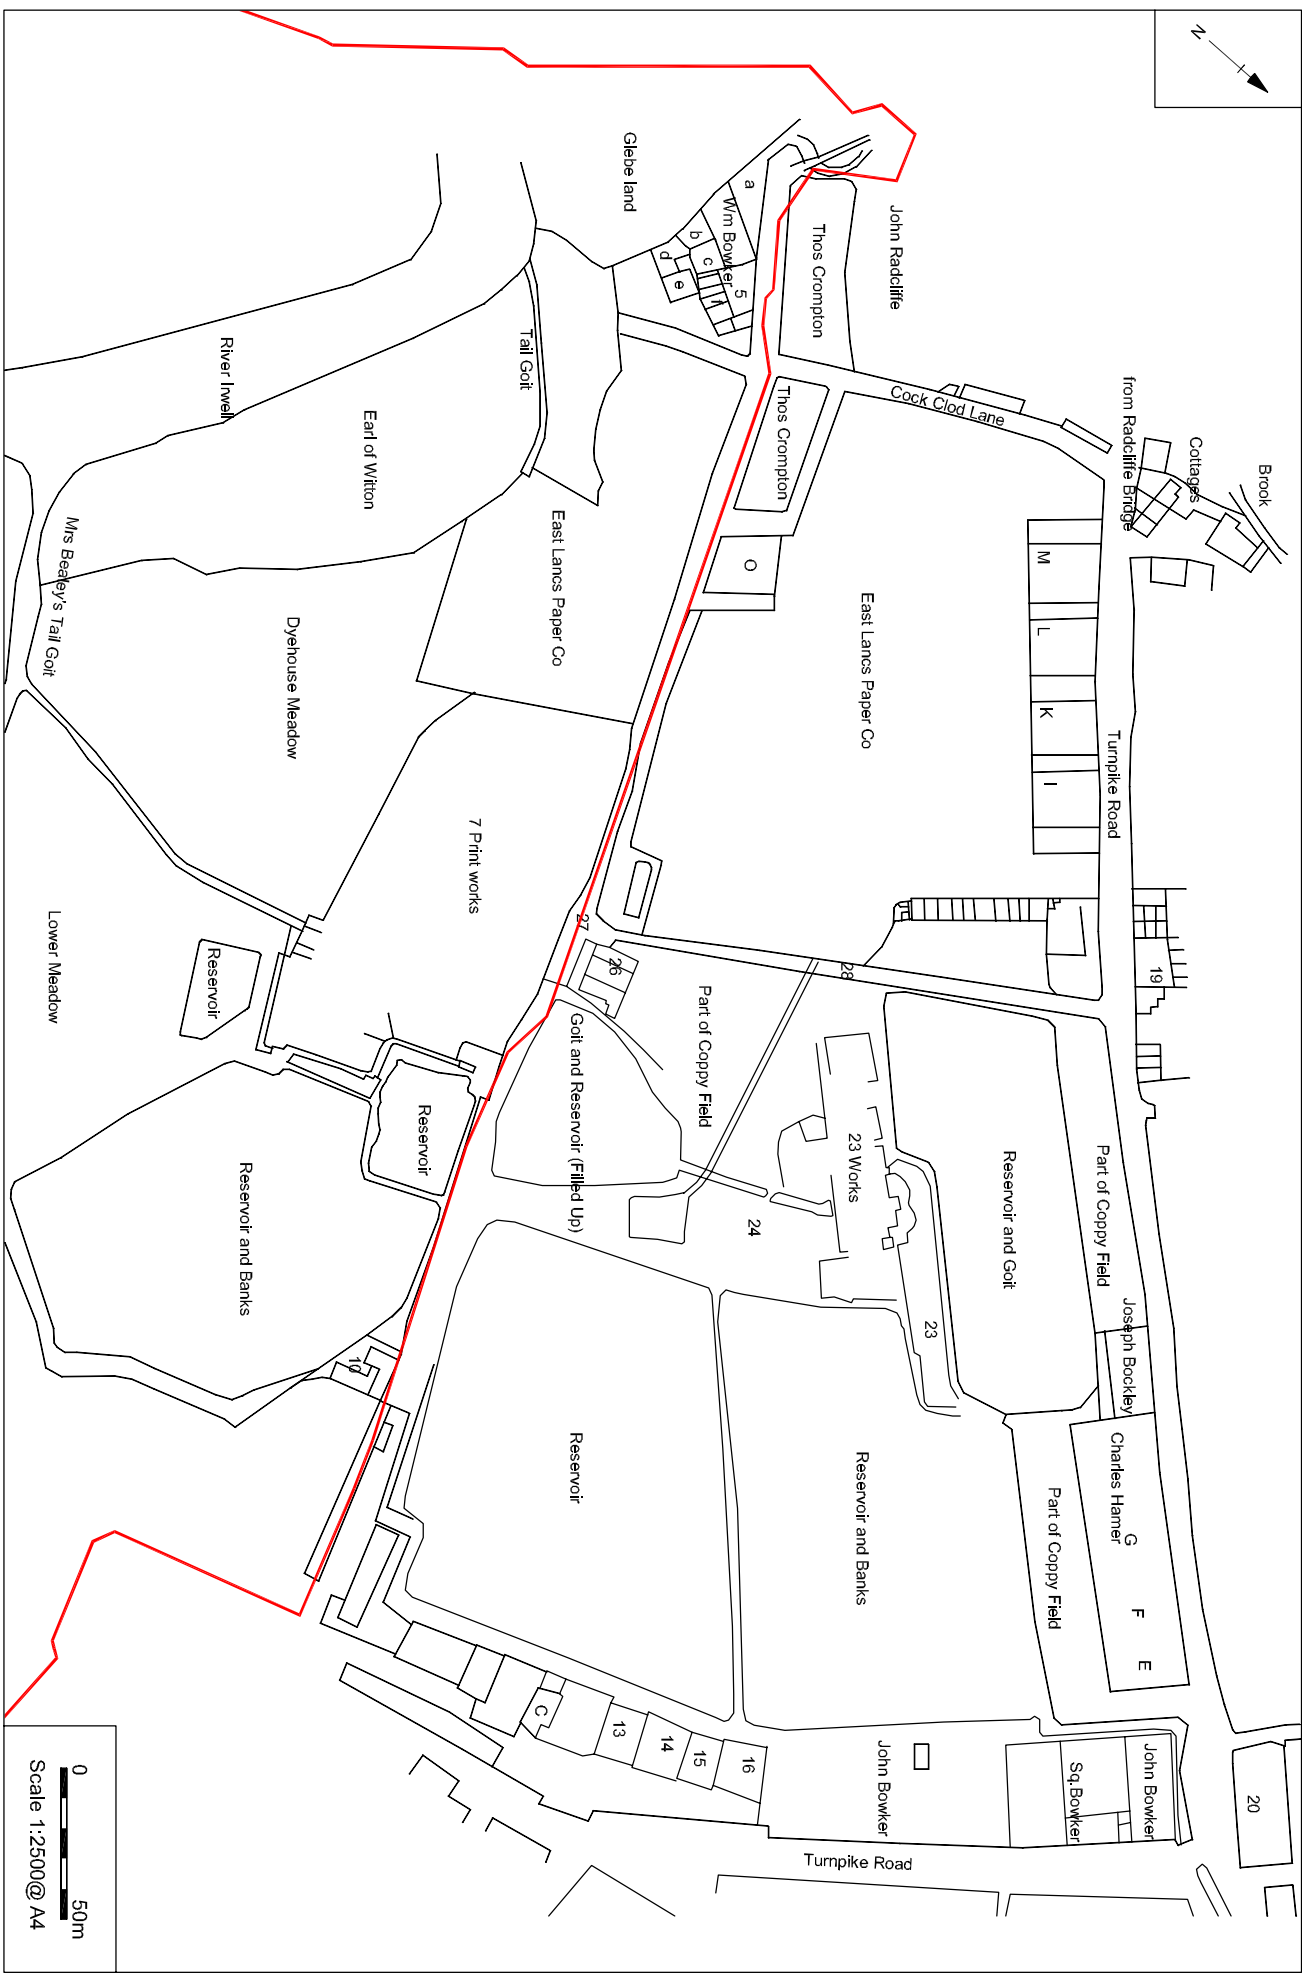 N
Brook
Cottages
from Radcliffe Bridge
Cock Clod Lane
John Radcliffe
Thos Crompton
Thos Crompton
Glebe land
a
Wm Bowker
b
c
d
e
f
5
Tail Goit
River Irwell
Earl of Witton
Mrs Bealey's Tail Goit
East Lancs Paper Co
East Lancs Paper Co
O
M
L
K
I
Turnpike Road
19
Dyehouse Meadow
7 Print works
Lower Meadow
Reservoir
Reservoir
Reservoir and Banks
27
26
28
Part of Coppy Field
Goit and Reservoir (Filled Up)
23 Works
24
23
Reservoir and Goit
Part of Coppy Field
Joseph Bockley
Charles Hamer
G
F
E
Part of Coppy Field
Reservoir and Banks
Reservoir
10
C
13
14
15
16
John Bowker
Sq.Bowker
John Bowker
20
Turnpike Road
0
50m
Scale 1:2500@ A4